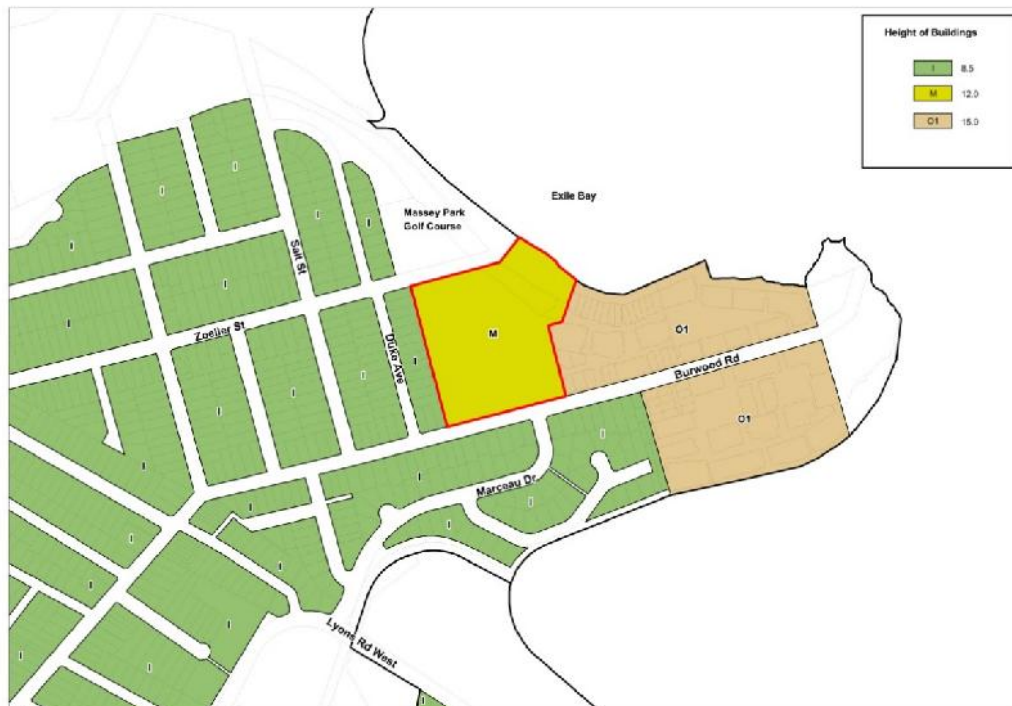 Height of Buildings
I 8.5
M 12.0
O1 15.0
Exile Bay
Massey Park
Golf Course
I
I
I
I
I
Salt St
I
M
O1
I
Zoeller St
I
I
Duke Ave
Burwood Rd
I
I
I
O1
I
I
I
Marceau Dr
I
I
I
I
I
I
I
I
Lyons Rd West
I
I
I